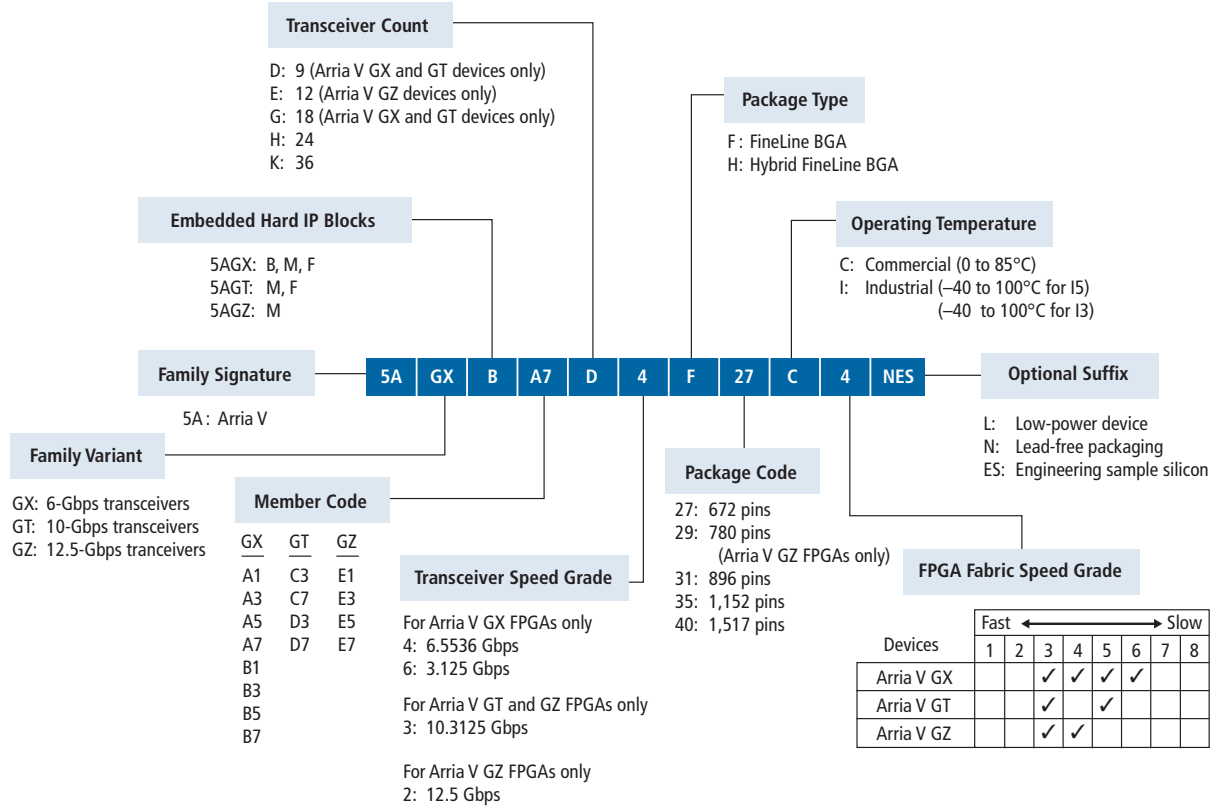 Transceiver Count
D: 9 (Arria V GX and GT devices only)
E: 12 (Arria V GZ devices only)
G: 18 (Arria V GX and GT devices only)
H: 24
K: 36
Package Type
F : FineLine BGA
H: Hybrid FineLine BGA
Embedded Hard IP Blocks
5AGX: B, M, F
5AGT: M, F
5AGZ: M
Operating Temperature
C: Commercial (0 to 85°C)
I: Industrial (–40 to 100°C for I5)
(–40 to 100°C for I3)
Family Signature
5A : Arria V
5A GX B A7 D 4 F 27 C 4 NES
Optional Suffix
L: Low-power device
N: Lead-free packaging
ES: Engineering sample silicon
Family Variant
GX: 6-Gbps transceivers
GT: 10-Gbps transceivers
GZ: 12.5-Gbps tranceivers
Member Code
GX GT GZ
A1 C3 E1
A3 C7 E3
A5 D3 E5
A7 D7 E7
B1
B3
B5
B7
Transceiver Speed Grade
For Arria V GX FPGAs only
4: 6.5536 Gbps
6: 3.125 Gbps
For Arria V GT and GZ FPGAs only
3: 10.3125 Gbps
For Arria V GZ FPGAs only
2: 12.5 Gbps
Package Code
27: 672 pins
29: 780 pins
(Arria V GZ FPGAs only)
31: 896 pins
35: 1,152 pins
40: 1,517 pins
FPGA Fabric Speed Grade
Fast Slow
Devices 1 2 3 4 5 6 7 8
Arria V GX ✓ ✓ ✓ ✓
Arria V GT ✓ ✓
Arria V GZ ✓ ✓